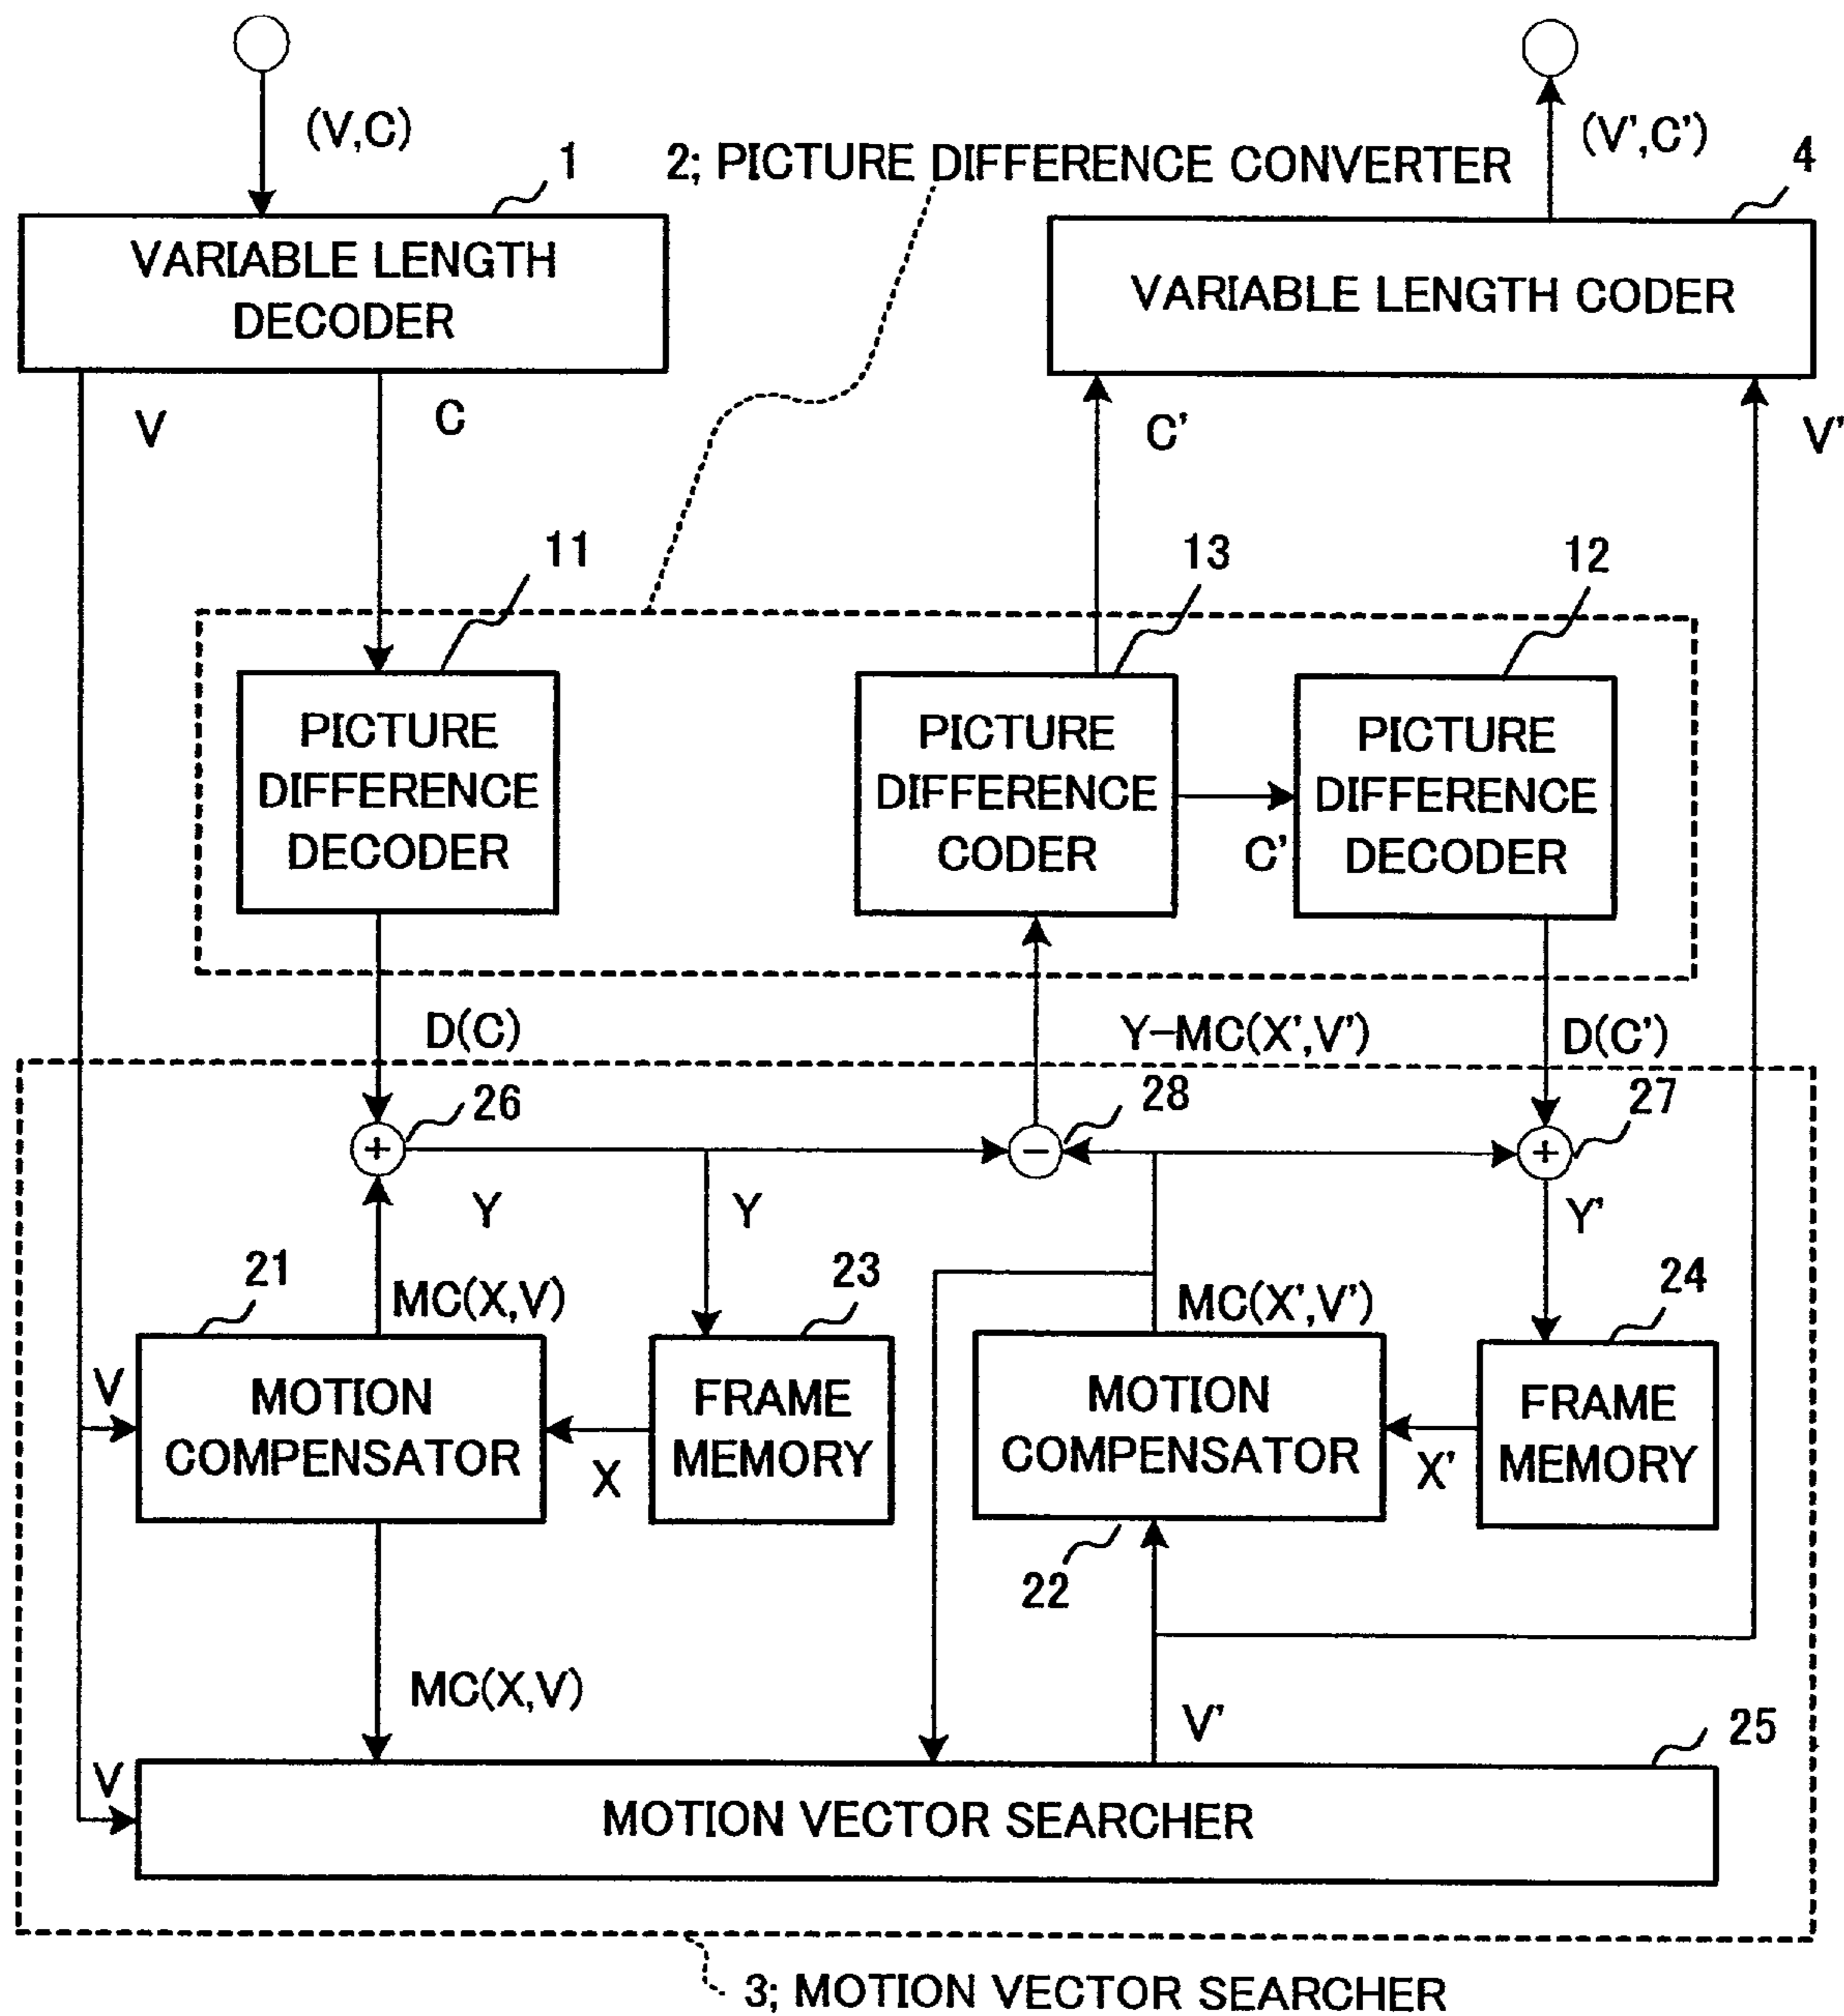 (V,C)
(V',C')
1
2; PICTURE DIFFERENCE CONVERTER
4
VARIABLE LENGTH
DECODER
VARIABLE LENGTH CODER
V
C
C'
V'
11
13
12
PICTURE
DIFFERENCE
DECODER
PICTURE
DIFFERENCE
CODER
C'
PICTURE
DIFFERENCE
DECODER
D(C)
Y-MC(X',V')
D(C')
26
28
27
+
−
+
Y
Y
Y'
21
MC(X,V)
23
MC(X',V')
24
V
MOTION
COMPENSATOR
X
FRAME
MEMORY
MOTION
COMPENSATOR
X'
FRAME
MEMORY
22
MC(X,V)
V'
25
V
MOTION VECTOR SEARCHER
3; MOTION VECTOR SEARCHER